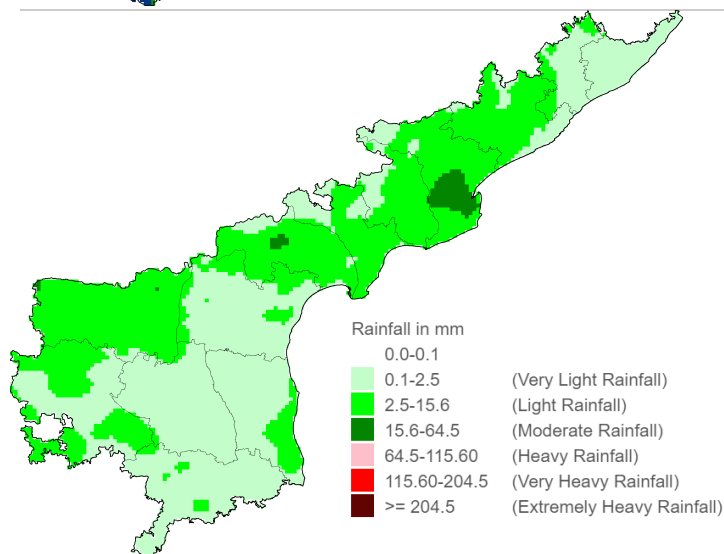 Rainfall in mm
0.0-0.1
0.1-2.5 (Very Light Rainfall)
2.5-15.6 (Light Rainfall)
15.6-64.5 (Moderate Rainfall)
64.5-115.60 (Heavy Rainfall)
115.60-204.5 (Very Heavy Rainfall)
>= 204.5 (Extremely Heavy Rainfall)